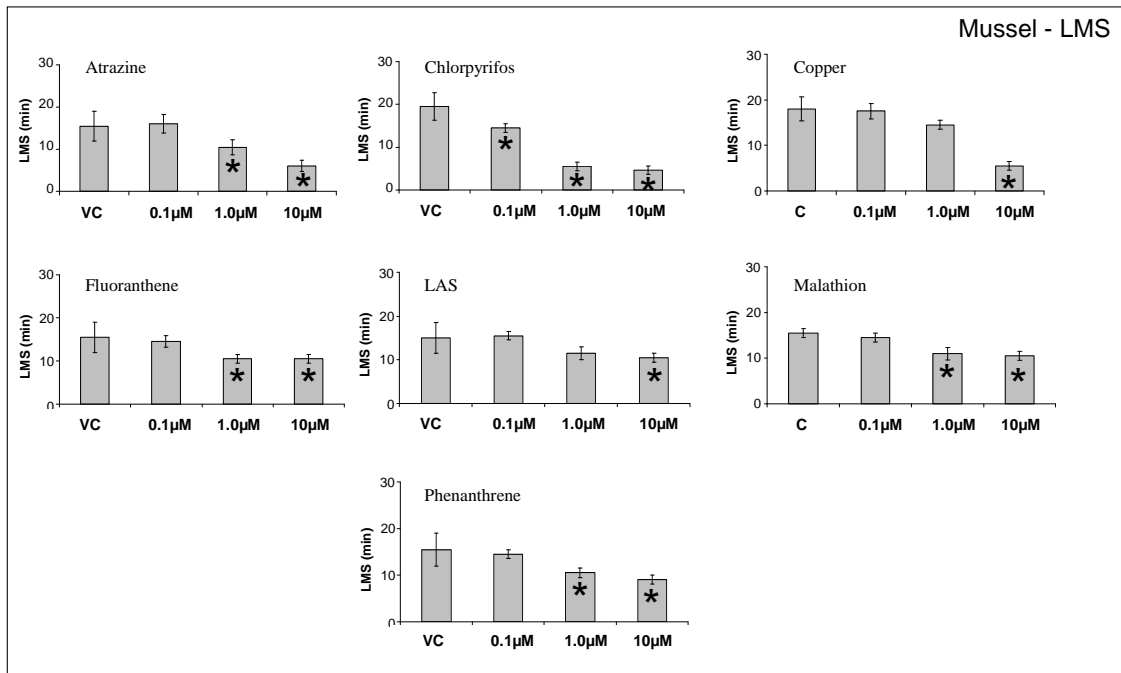 Mussel - LMS
Atrazine
30
20
10
0
LMS (min)
VC 0.1µM 1.0µM 10µM
* *
Chlorpyrifos
30
20
10
0
LMS (min)
VC 0.1µM 1.0µM 10µM
* * *
Copper
30
20
10
0
LMS (min)
C 0.1µM 1.0µM 10µM
*
Fluoranthene
30
20
10
0
LMS (min)
VC 0.1µM 1.0µM 10µM
* *
LAS
30
20
10
0
LMS (min)
VC 0.1µM 1.0µM 10µM
*
Malathion
30
20
10
0
LMS (min)
C 0.1µM 1.0µM 10µM
* *
Phenanthrene
30
20
10
0
LMS (min)
VC 0.1µM 1.0µM 10µM
* *